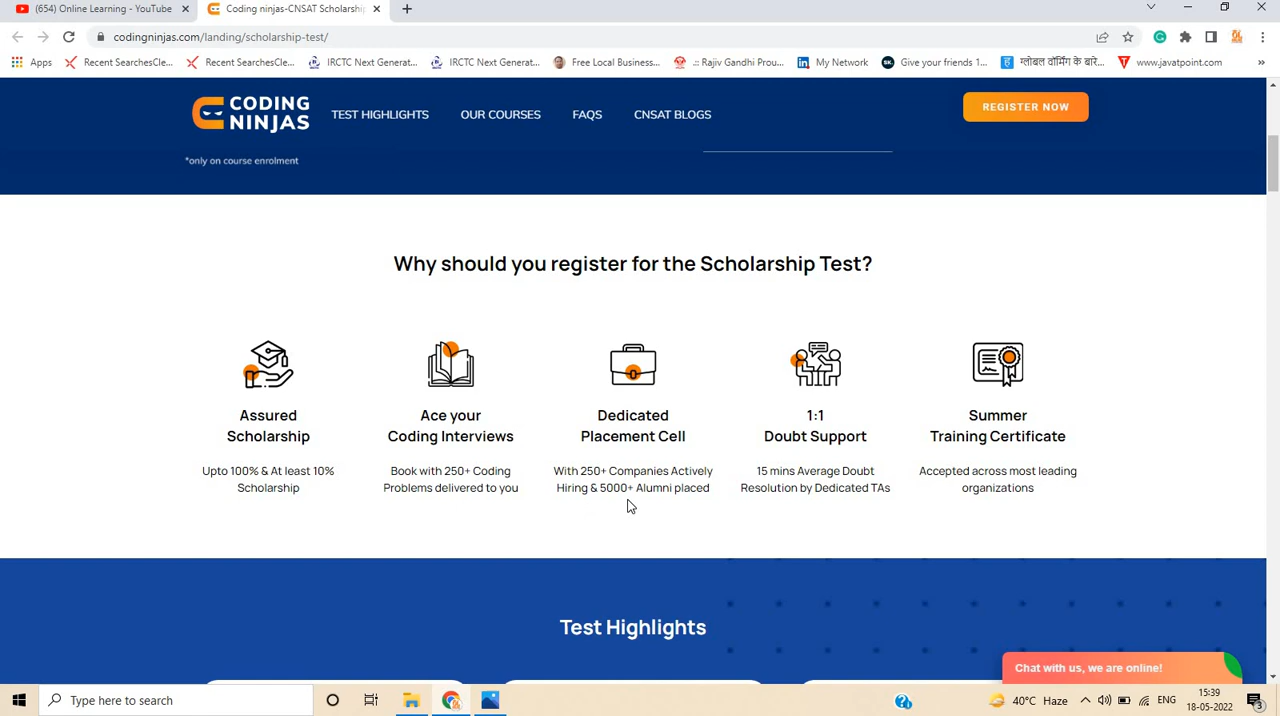 (654) Online Learning - YouTube
Coding ninjas-CNSAT Scholarship
codingninjas.com/landing/scholarship-test/
Apps
Recent SearchesCle...
Recent SearchesCle...
IRCTC Next Generat...
IRCTC Next Generat...
Free Local Business...
.:: Rajiv Gandhi Prou...
My Network
Give your friends 1...
ग्लोबल वॉर्मिंग के बारे...
www.javatpoint.com
CODING
NINJAS
TEST HIGHLIGHTS
OUR COURSES
FAQS
CNSAT BLOGS
REGISTER NOW
*only on course enrolment
Why should you register for the Scholarship Test?
Assured
Scholarship
Upto 100% & At least 10%
Scholarship
Ace your
Coding Interviews
Book with 250+ Coding
Problems delivered to you
Dedicated
Placement Cell
With 250+ Companies Actively
Hiring & 5000+ Alumni placed
1:1
Doubt Support
15 mins Average Doubt
Resolution by Dedicated TAs
Summer
Training Certificate
Accepted across most leading
organizations
Test Highlights
Chat with us, we are online!
Type here to search
40°C Haze
ENG
15:39
18-05-2022
3